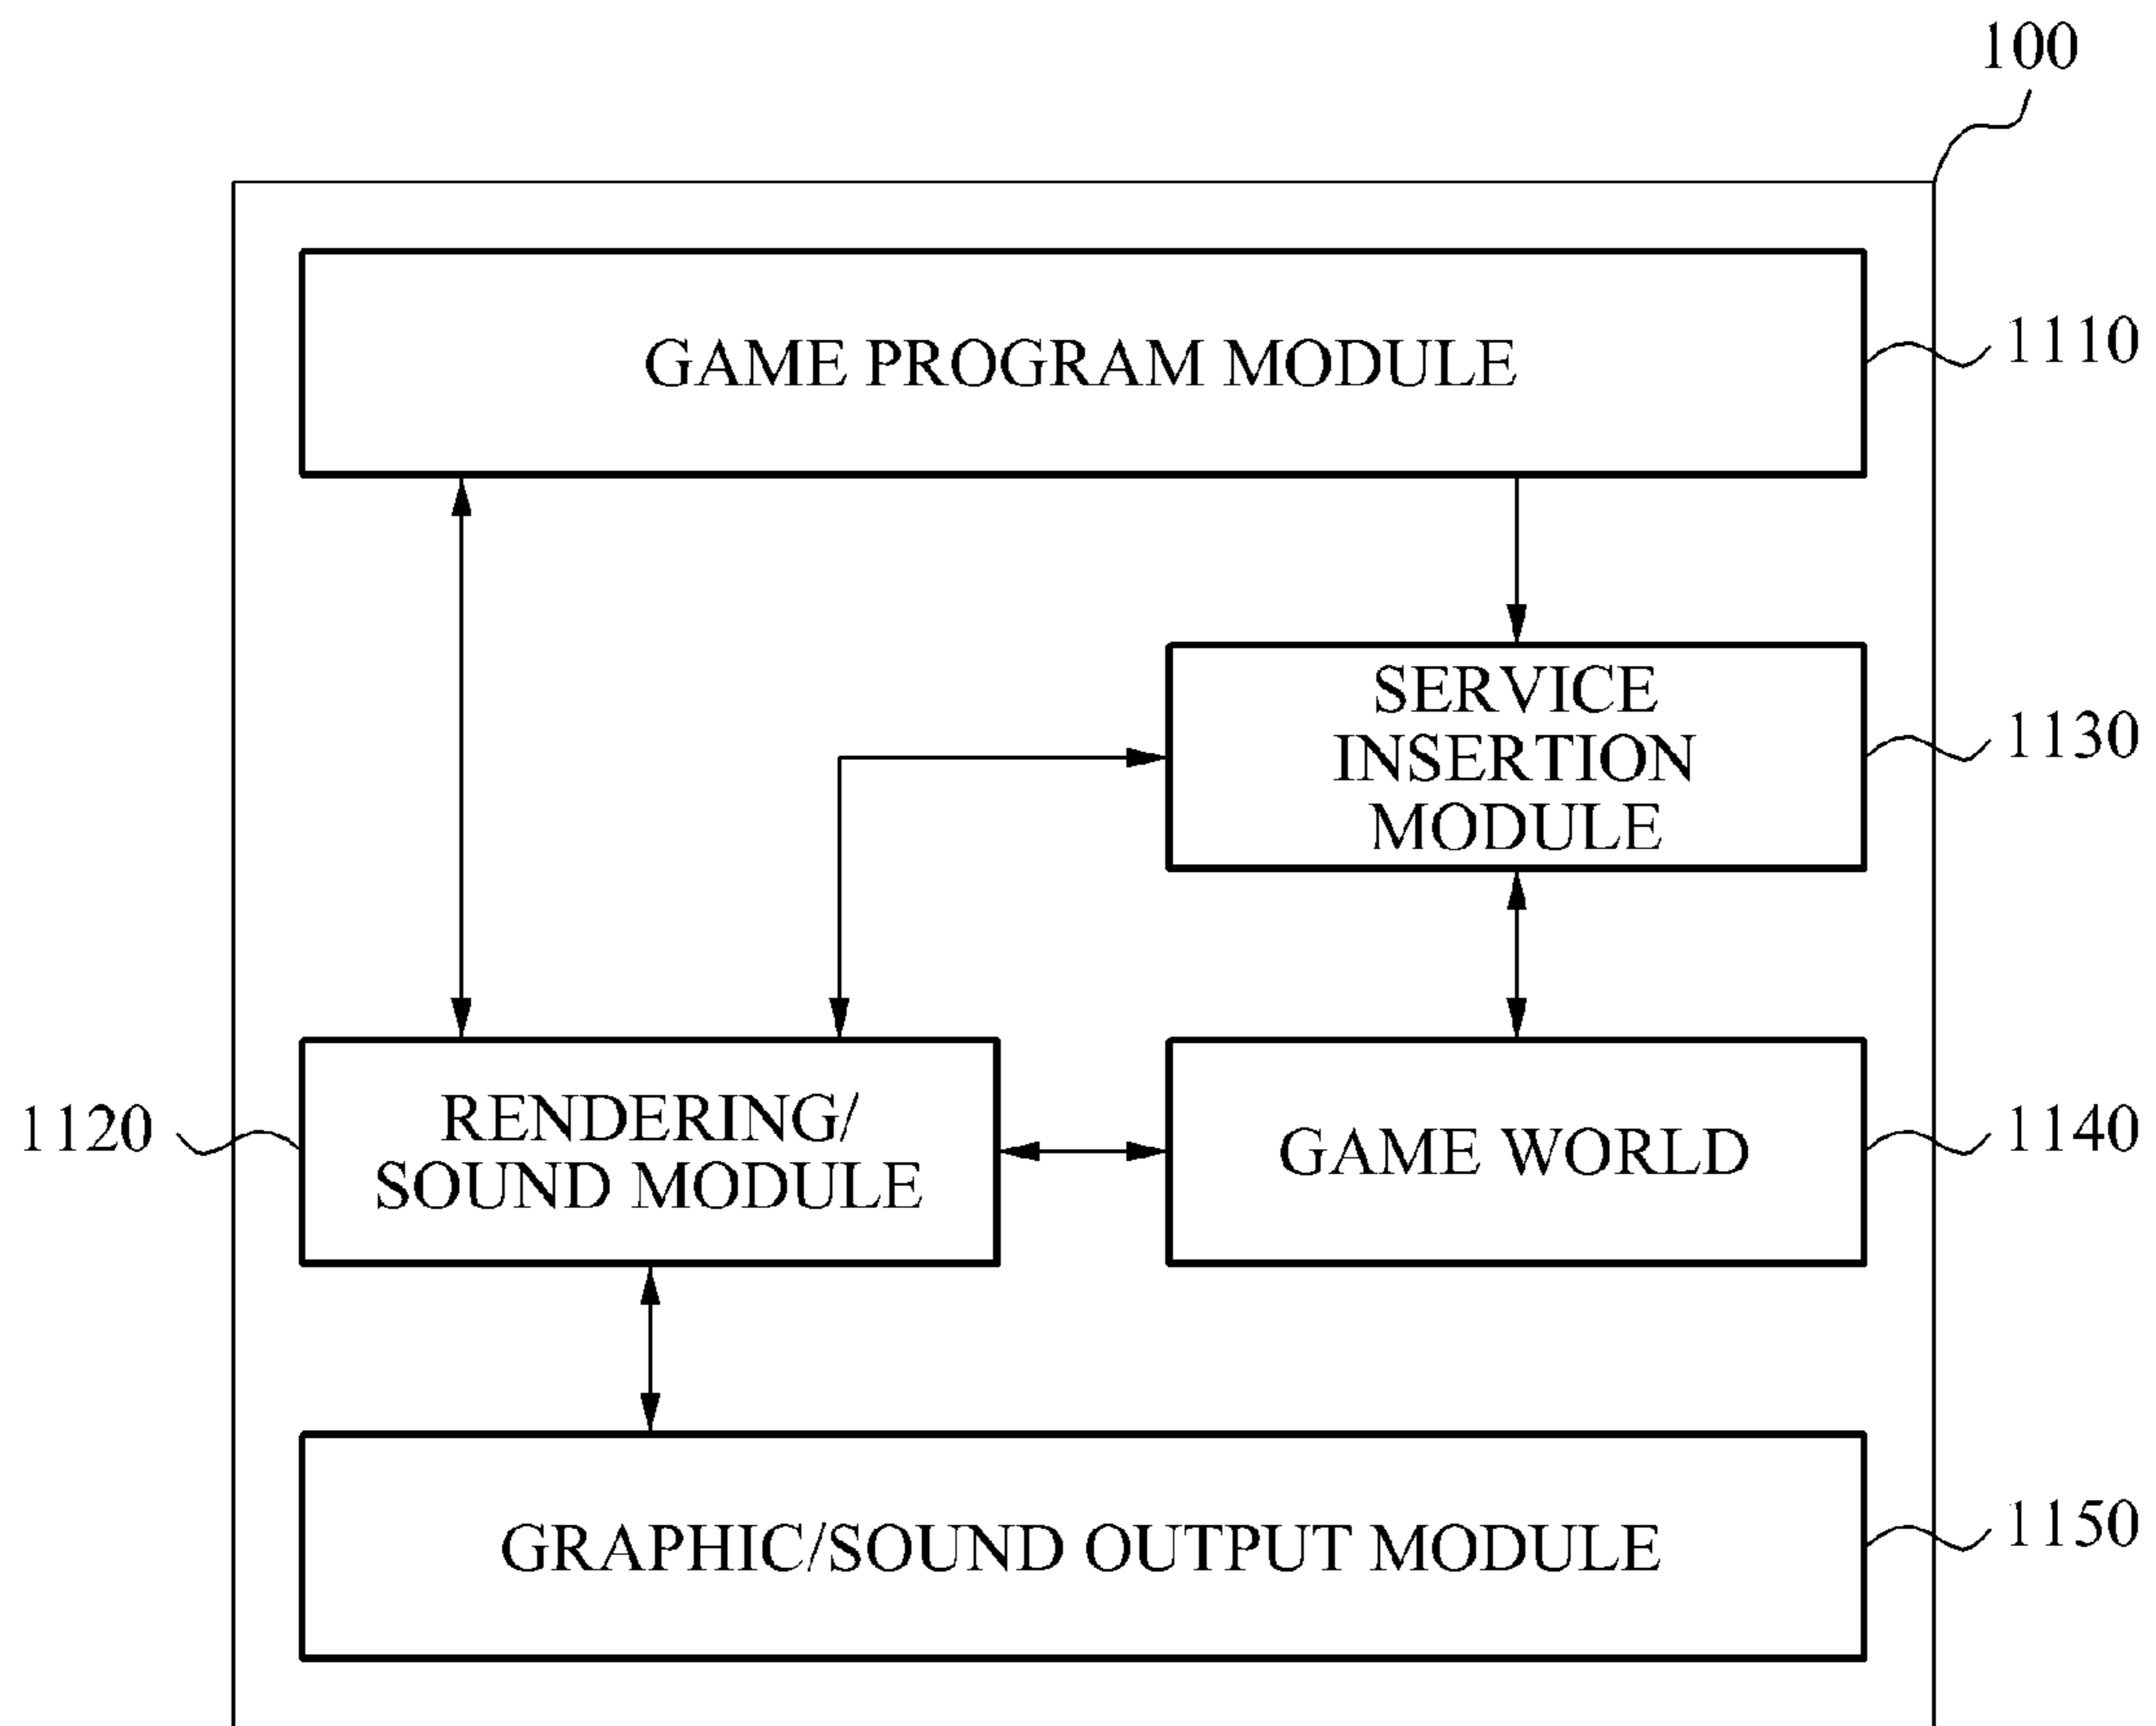 100
GAME PROGRAM MODULE
1110
SERVICE
INSERTION
MODULE
1130
1120
RENDERING/
SOUND MODULE
GAME WORLD
1140
GRAPHIC/SOUND OUTPUT MODULE
1150